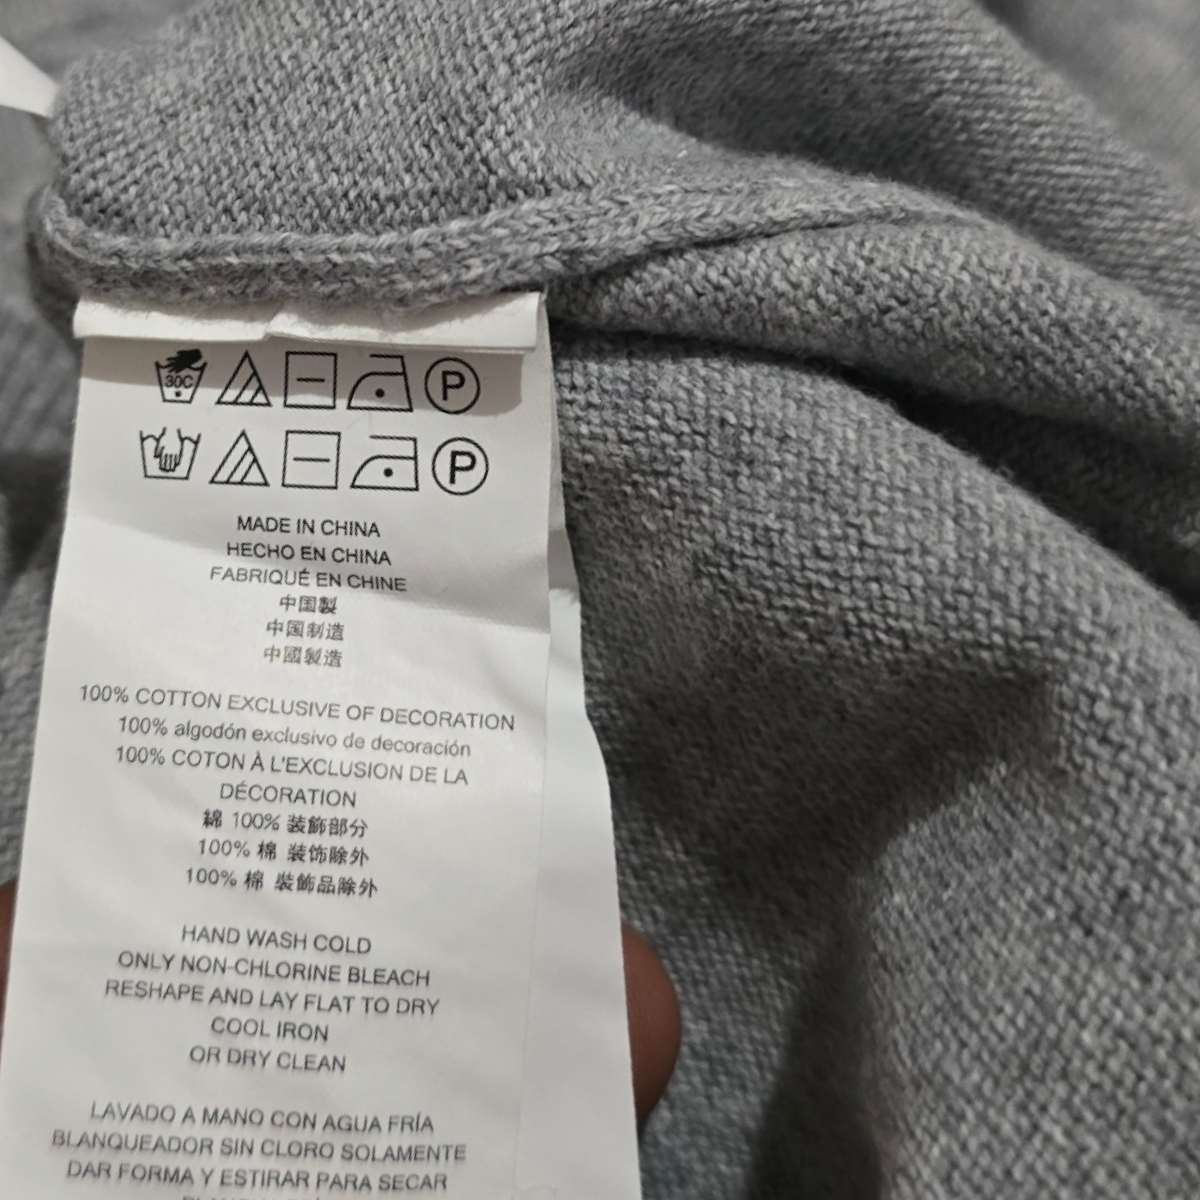 30C
P
P
MADE IN CHINA
HECHO EN CHINA
FABRIQUÉ EN CHINE
中国製
中国制造
中國製造
100% COTTON EXCLUSIVE OF DECORATION
100% algodón exclusivo de decoración
100% COTON À L'EXCLUSION DE LA
DÉCORATION
綿 100% 装飾部分
100% 棉 装饰除外
100% 棉 裝飾品除外
HAND WASH COLD
ONLY NON-CHLORINE BLEACH
RESHAPE AND LAY FLAT TO DRY
COOL IRON
OR DRY CLEAN
LAVADO A MANO CON AGUA FRÍA
BLANQUEADOR SIN CLORO SOLAMENTE
DAR FORMA Y ESTIRAR PARA SECAR